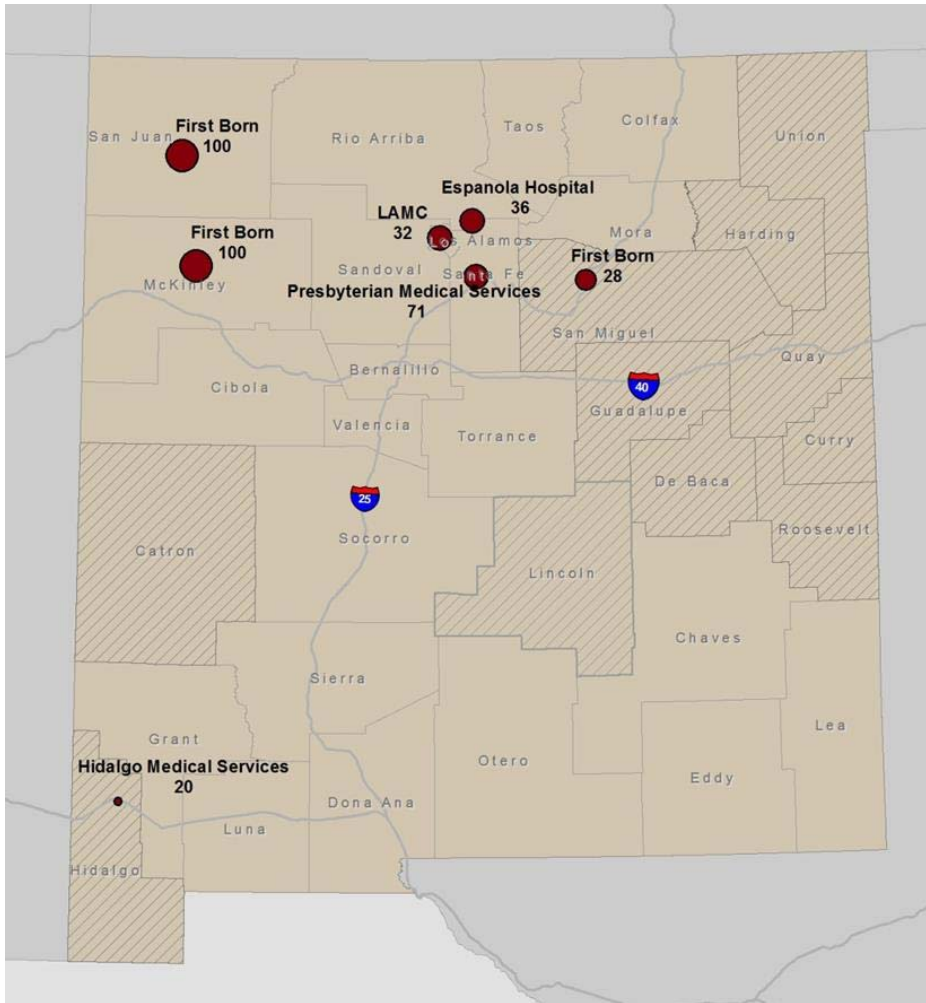 Union
Colfax
Taos
First Born
100
San Juan
Rio Arriba
Espanola Hospital
36
LAMC
32
Mora
Harding
First Born
100
Los Alamos
First Born
28
Sandoval
Santa Fe
McKinley
Presbyterian Medical Services
71
San Miguel
Quay
Bernalillo
Cibola
40
Guadalupe
Valencia
Torrance
Curry
De Baca
25
Roosevelt
Socorro
Catron
Lincoln
Chaves
Sierra
Lea
Grant
Otero
Hidalgo Medical Services
20
Eddy
Dona Ana
Luna
Hidalgo